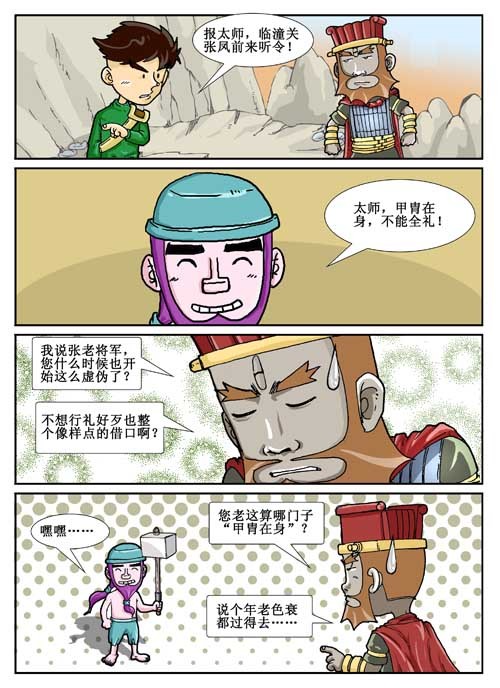 报太师，临潼关
张凤前来听令！
太师，甲胄在
身，不能全礼！
我说张老将军，
您什么时候也开
始这么虚伪了？
不想行礼好歹也整
个像样点的借口啊？
嘿嘿……
您老这算哪门子
“甲胄在身”？
说个年老色衰
都过得去……